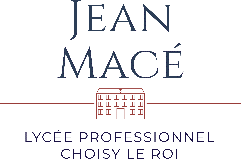 JEAN
MACÉ
LYCÉE PROFESSIONNEL
CHOISY LE ROI